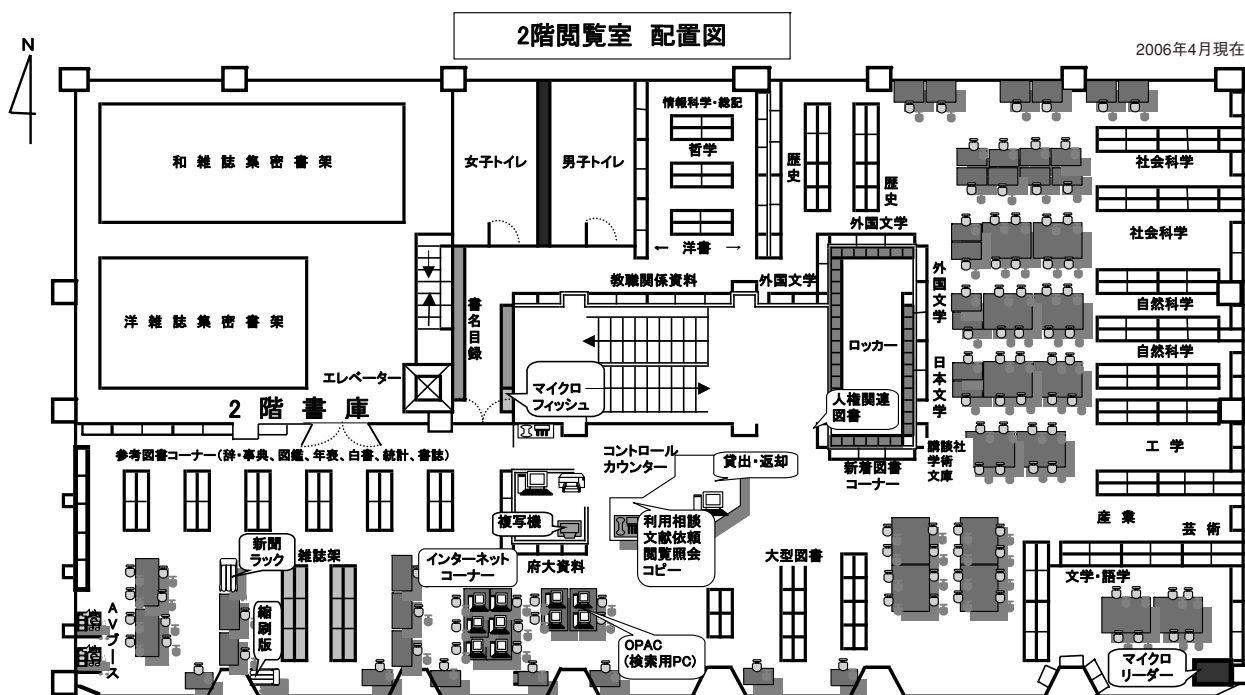 2階閲覧室 配置図
2006年4月現在
N
和雑誌集密書架
洋雑誌集密書架
エレベーター
2階書庫
女子トイレ
男子トイレ
情報科学・総記
哲学
← 洋書 →
歴史
歴史
外国文学
教職関係資料
外国文学
書名目録
マイクロ
フィッシュ
ロッカー
外国文学
日本文学
人権関連
図書
講談社
学術
文庫
新着図書
コーナー
社会科学
社会科学
自然科学
自然科学
工学
産業
芸術
文学・語学
マイクロ
リーダー
参考図書コーナー(辞・事典、図鑑、年表、白書、統計、書誌)
コントロール
カウンター
貸出・返却
利用相談
文献依頼
閲覧照会
コピー
複写機
府大資料
大型図書
新聞
ラック
雑誌架
インターネット
コーナー
縮刷版
AVブース
OPAC
(検索用PC)